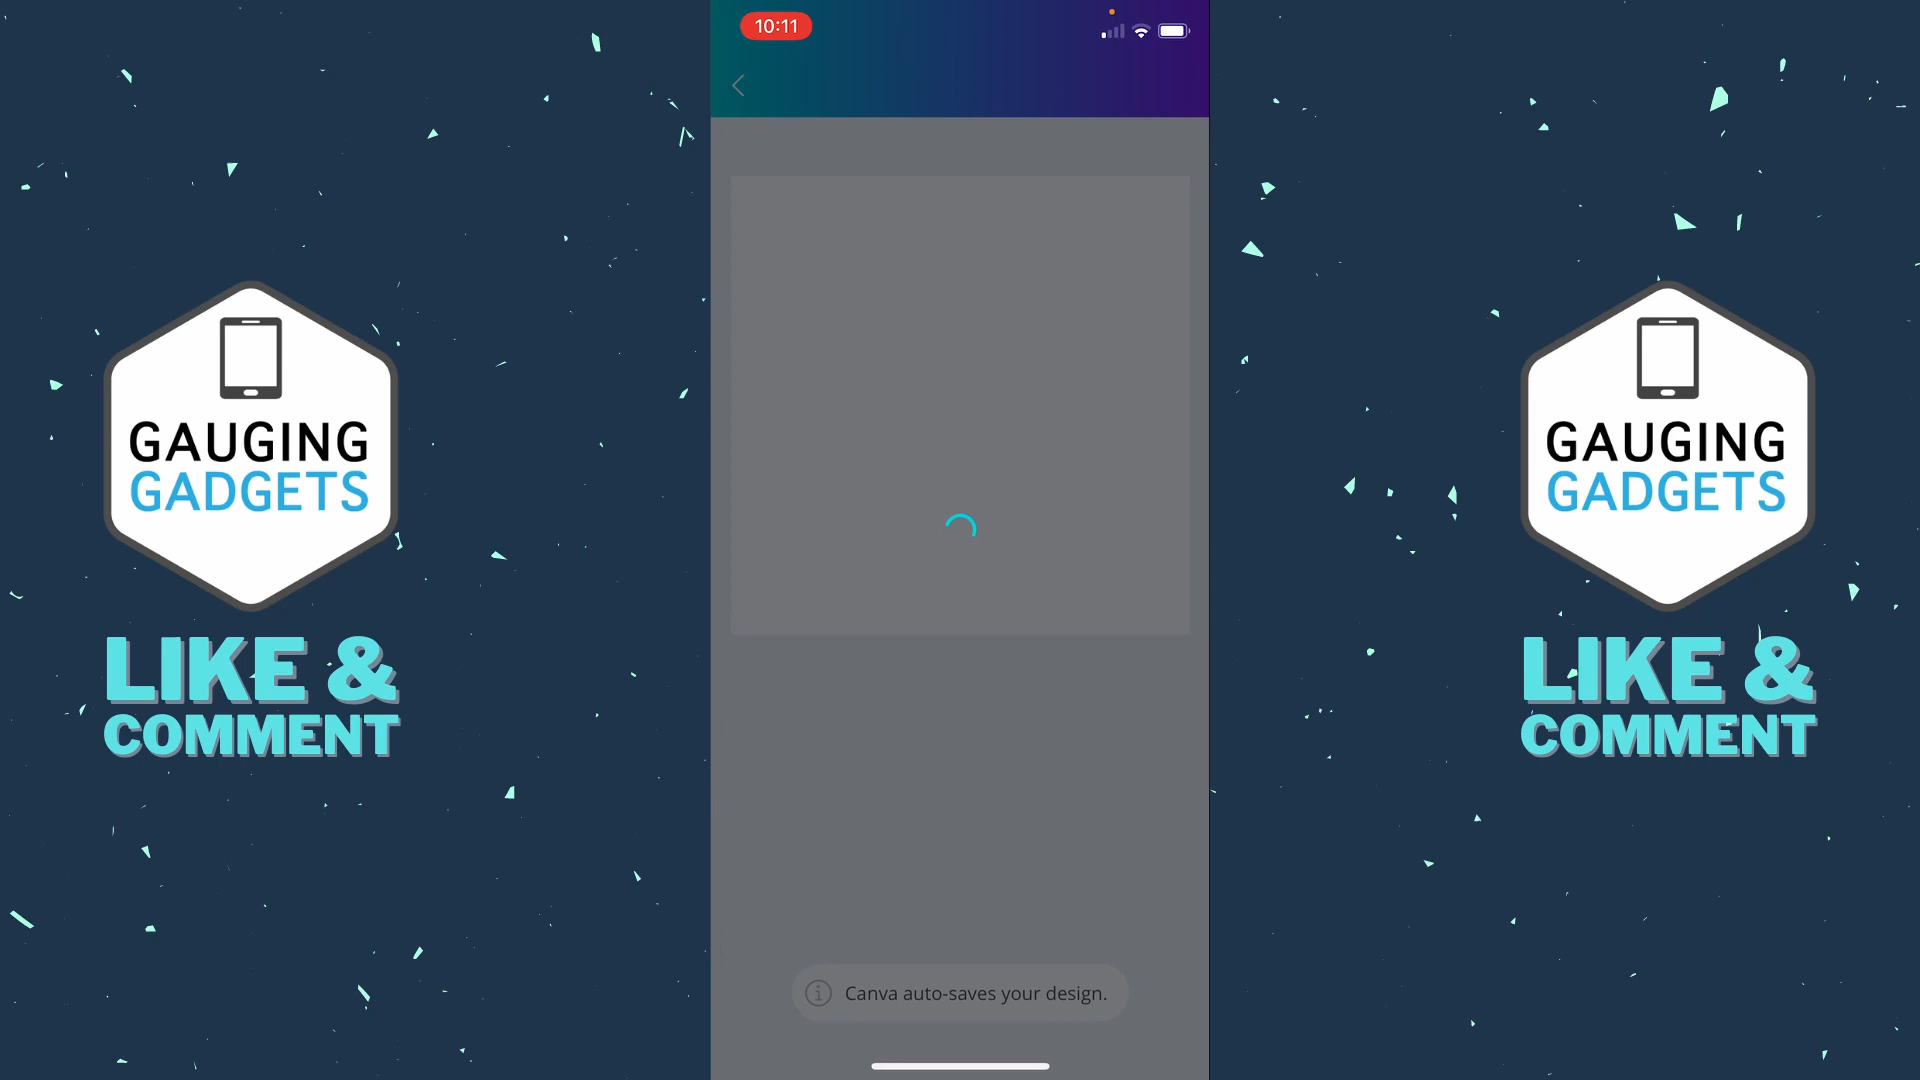 10:11
GAUGING
GADGETS
LIKE &
COMMENT
Canva auto-saves your design.
GAUGING
GADGETS
LIKE &
COMMENT